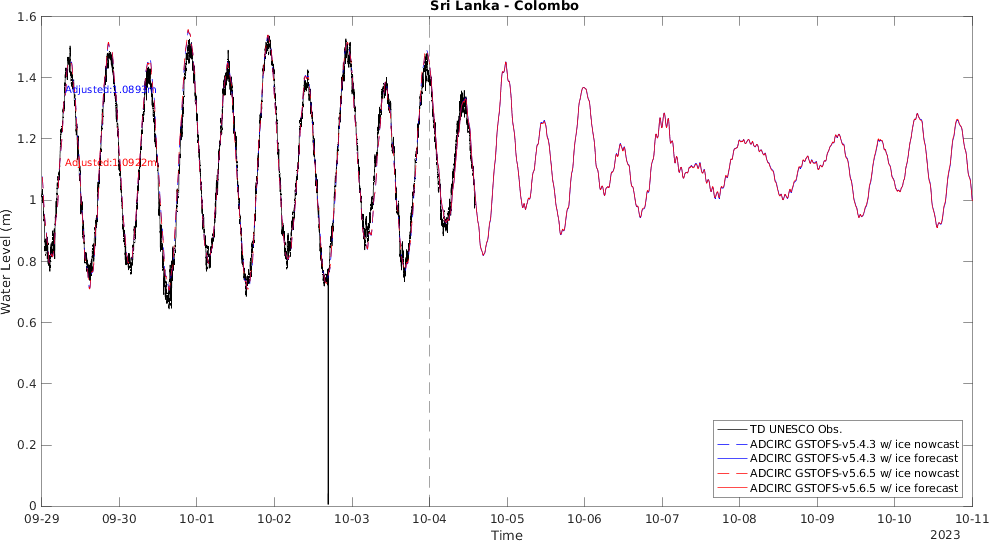 Sri Lanka - Colombo
1.6
1.4
1.2
1
0.8
0.6
0.4
0.2
0
Water Level (m)
Adjusted:1.0893m
Adjusted:1.0922m
TD UNESCO Obs.
ADCIRC GSTOFS-v5.4.3 w/ ice nowcast
ADCIRC GSTOFS-v5.4.3 w/ ice forecast
ADCIRC GSTOFS-v5.6.5 w/ ice nowcast
ADCIRC GSTOFS-v5.6.5 w/ ice forecast
09-29 09-30 10-01 10-02 10-03 10-04 10-05 10-06 10-07 10-08 10-09 10-10 10-11
Time
2023